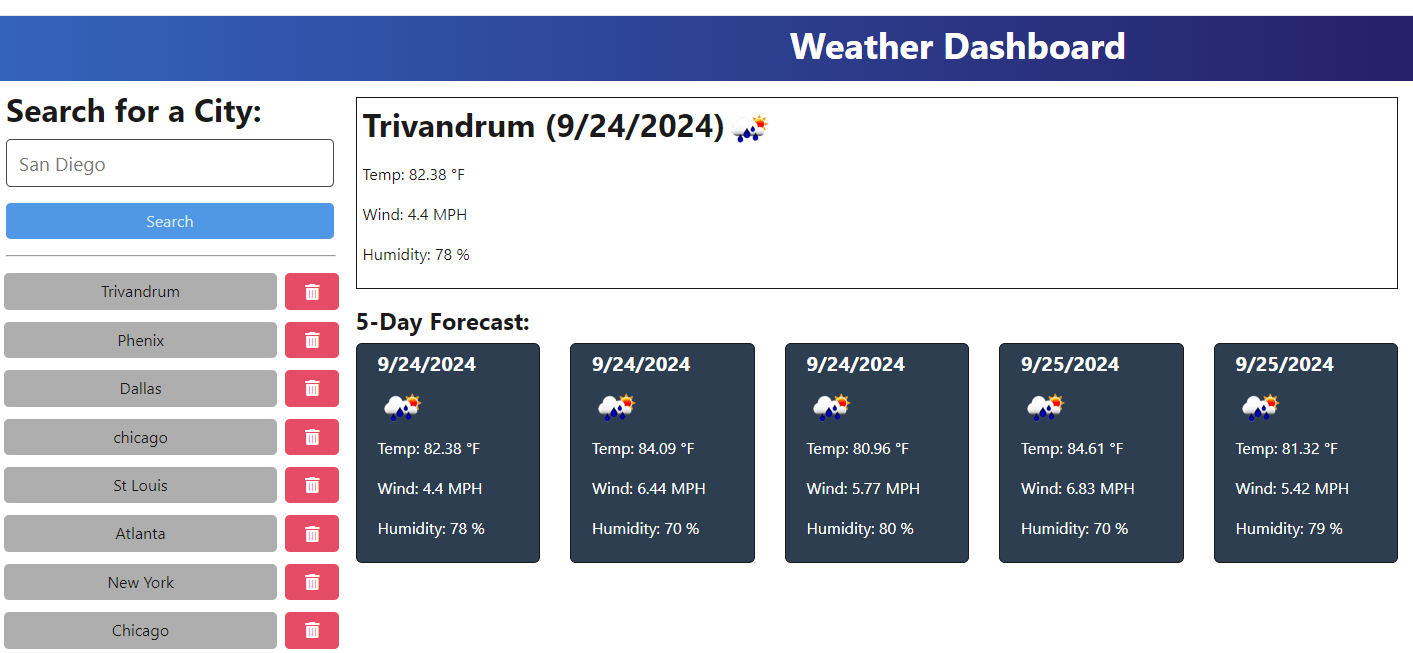 Weather Dashboard
Search for a City:
San Diego
Search
Trivandrum
Phenix
Dallas
chicago
St Louis
Atlanta
New York
Chicago
Trivandrum (9/24/2024)
Temp: 82.38 °F
Wind: 4.4 MPH
Humidity: 78 %
5-Day Forecast:
9/24/2024
Temp: 82.38 °F
Wind: 4.4 MPH
Humidity: 78 %
9/24/2024
Temp: 84.09 °F
Wind: 6.44 MPH
Humidity: 70 %
9/24/2024
Temp: 80.96 °F
Wind: 5.77 MPH
Humidity: 80 %
9/25/2024
Temp: 84.61 °F
Wind: 6.83 MPH
Humidity: 70 %
9/25/2024
Temp: 81.32 °F
Wind: 5.42 MPH
Humidity: 79 %